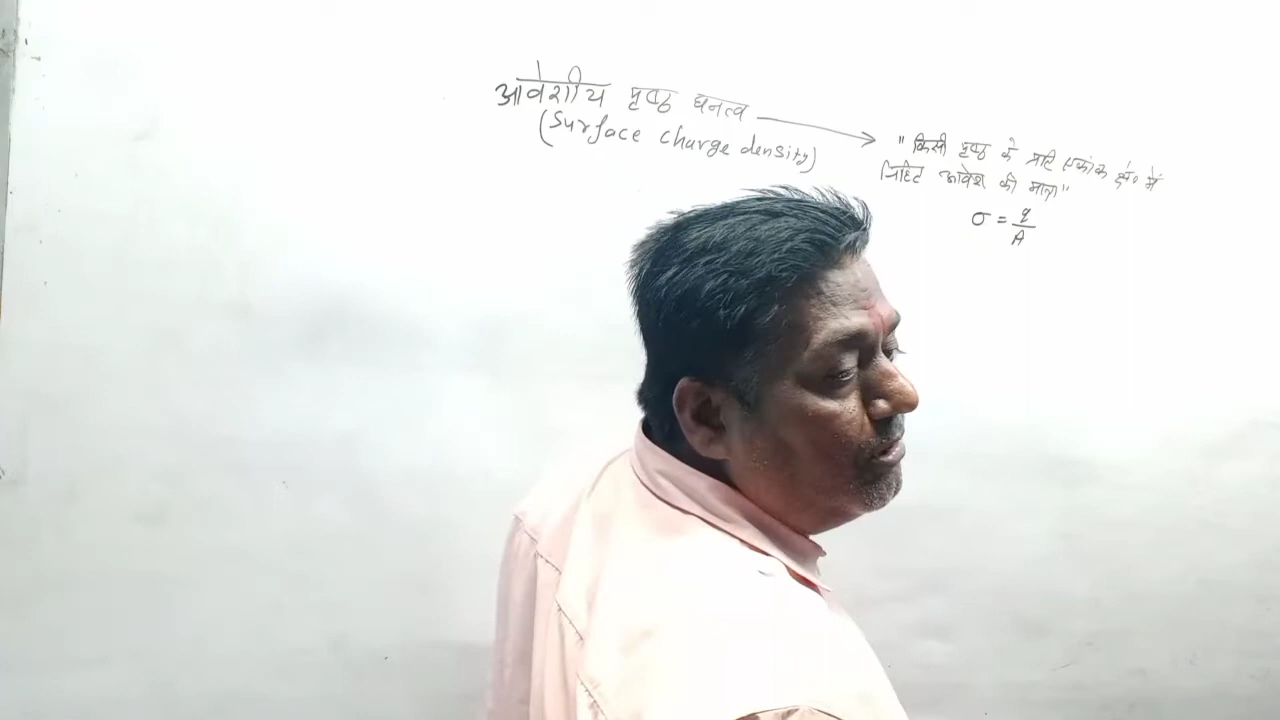 आवेशीय पृष्ठ घनत्व
(Surface charge density)
"किसी पृष्ठ के प्रति एकांक क्षे० में
निहित आवेश की मात्रा"
σ = q/A